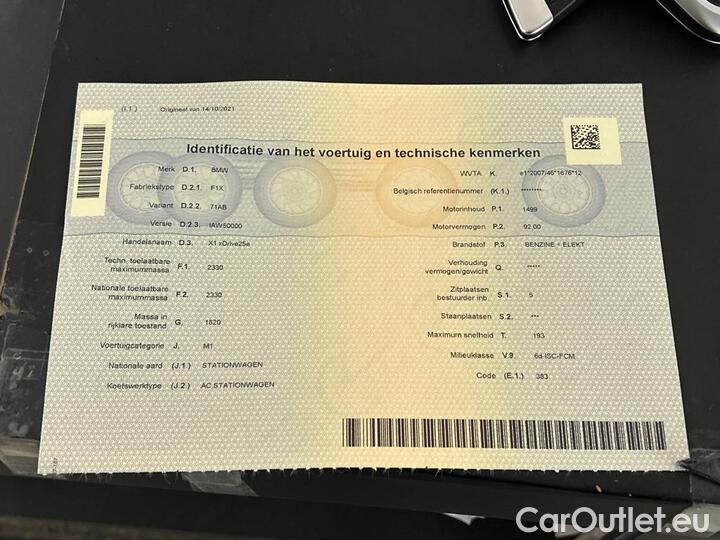 (I.1.) Origineel van 14/10/2021
Identificatie van het voertuig en technische kenmerken
Merk D.1. BMW
Fabriekstype D.2.1. F1X
Variant D.2.2. 71AB
Versie D.2.3. IAW50000
Handelsnaam D.3. X1 xDrive25e
Techn. toelaatbare
maximummassa F.1. 2330
Nationale toelaatbare
maximummassa F.2. 2330
Massa in
rijklare toestand G. 1820
Voertuigcategorie J. M1
Nationale aard (J.1.) STATIONWAGEN
Koetswerktype (J.2.) AC STATIONWAGEN
WVTA K. e1*2007/46*1676*12
Belgisch referentienummer (K.1.) ********
Motorinhoud P.1. 1499
Motorvermogen P.2. 92,00
Brandstof P.3. BENZINE + ELEKT
Verhouding
vermogen/gewicht Q. *****
Zitplaatsen
bestuurder inb. S.1. 5
Staanplaatsen S.2. ***
Maximum snelheid T. 193
Milieuklasse V.9. 6d-ISC-FCM
Code (E.1.) 383
CarOutlet.eu